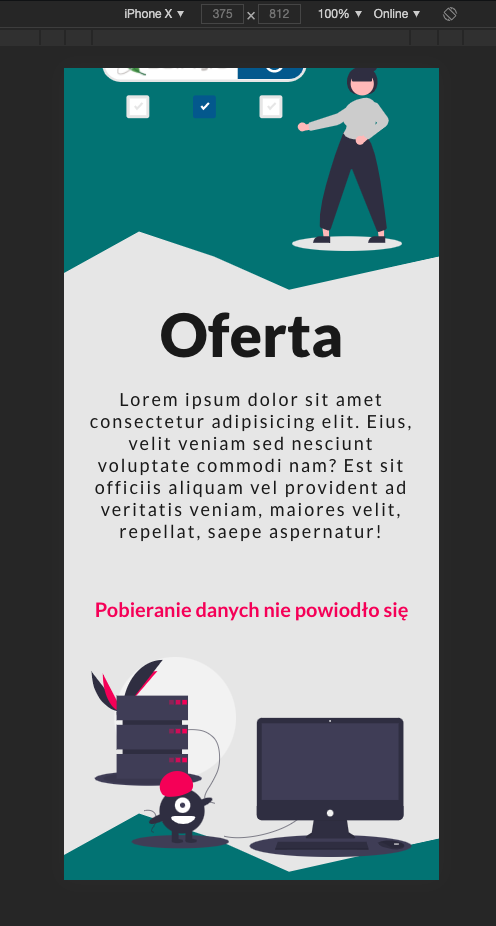 iPhone X 375 × 812 100% Online
Oferta
Lorem ipsum dolor sit amet
consectetur adipisicing elit. Eius,
velit veniam sed nesciunt
voluptate commodi nam? Est sit
officiis aliquam vel provident ad
veritatis veniam, maiores velit,
repellat, saepe aspernatur!
Pobieranie danych nie powiodło się